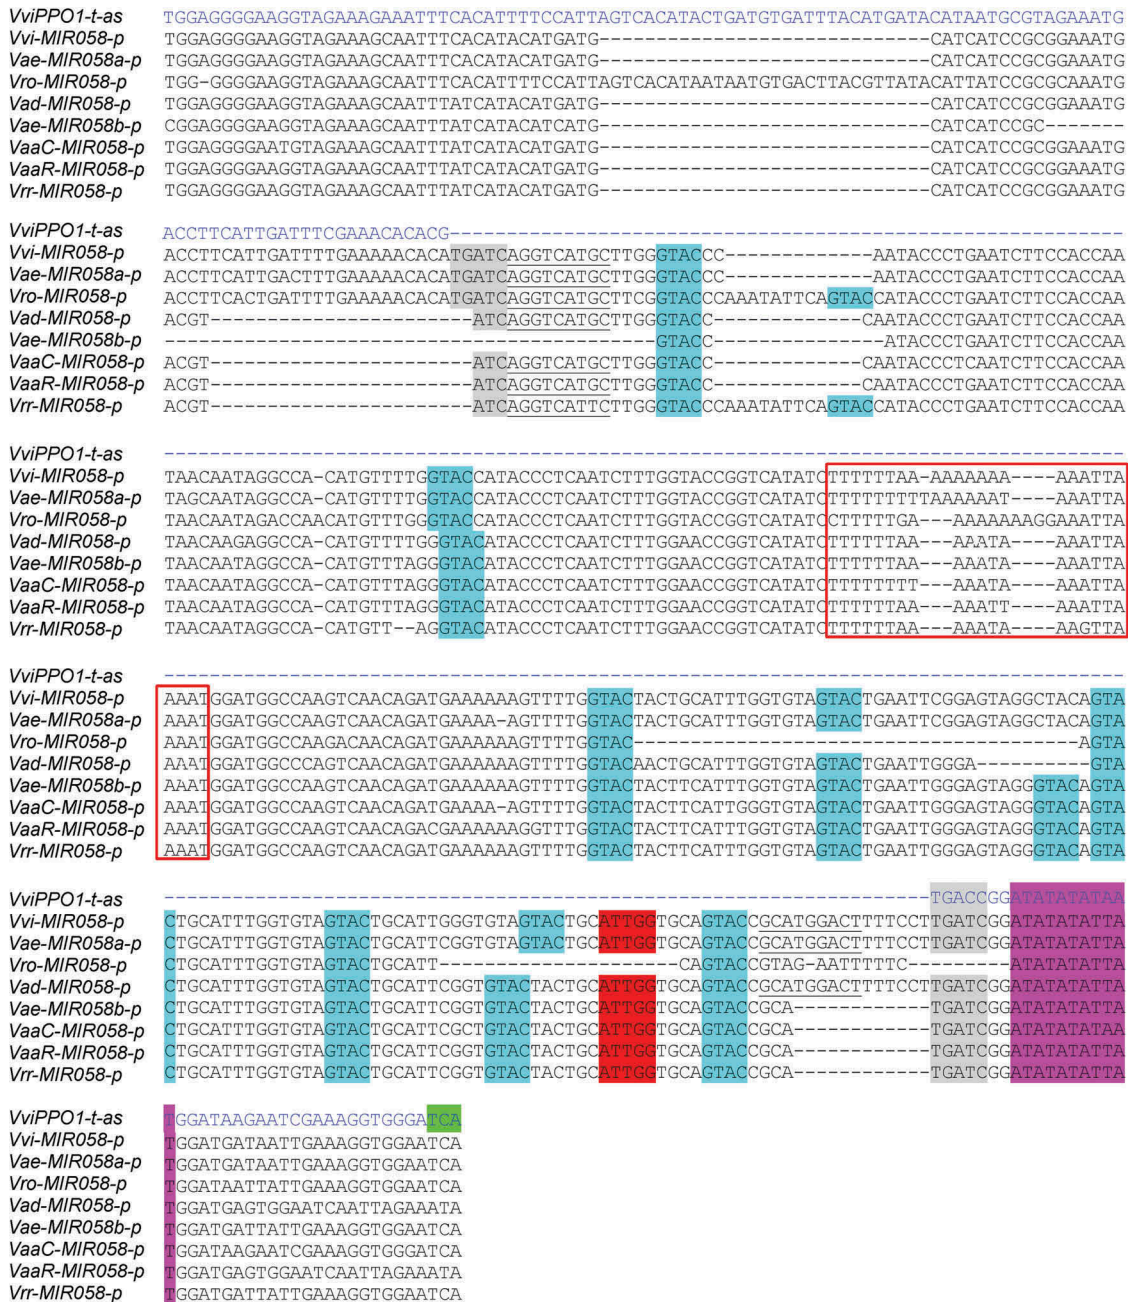 VviPPO1-t-as TGGAGGGGAAGGTAGAAAGAAATTTCACATTTTCCATTAGTCACATACTGATGTTTACATGATACATAATGCGTAGAAATG
Vvi-MIR058-p TGGAGGGGAAGGTAGAAAGCAATTTCACATACATGATG-----------------------------CATCATCCGCGGAAATG
Vae-MIR058a-p TGGAGGGGAAGGTAGAAAGCAATTTCACATACATGATG-----------------------------CATCATCCGCGGAAATG
Vro-MIR058-p TGG-GGGGAAGGTAGAAAGCAATTTCACATTTTCCATTAGTCACATAATAATGTGACTTACGTTATACATTATCCGCGCAAATG
Vad-MIR058-p TGGAGGGGAAGGTAGAAAGCAATTTATCATACATGATG-----------------------------CATCATCCGCGGAAATG
Vae-MIR058b-p CGGAGGGGAAGGTAGAAAGCAATTTATCATACATCATG-----------------------------CATCATCCGC-------
VaaC-MIR058-p TGGAGGGGAATGTAGAAAGCAATTTATCATACATGATG-----------------------------CATCATCCGCGGAAATG
VaaR-MIR058-p TGGAGGGGAAGGTAGAAAGCAATTTATCATACATGATG-----------------------------CATCATCCGCGGAAATG
Vrr-MIR058-p TGGAGGGGAAGGTAGAAAGCAATTTATCATACATGATG-----------------------------CATCATCCGCGGAAATG
VviPPO1-t-as ACCTTCATTGATTTCGAAACACACG-----------------------------------------------------------
Vvi-MIR058-p ACCTTCATTGATTTTGAAAAACACATGATCAGGTCATGCTTGGGTACCC-------------AATACCCTGAATCTTCCACCAA
Vae-MIR058a-p ACCTTCATTGACTTTGAAAAACACATGATCAGGTCATGCTTGGGTACCC-------------AATACCCTGAATCTTCCACCAA
Vro-MIR058-p ACCTTCACTGATTTTGAAAAACACATGATCAGGTCATGCTTCGGTACCCAAATATTCAGTACCATACCCTGAATCTTCCACCAA
Vad-MIR058-p ACGT-----------------------ATCAGGTCATGCTTGGGTACC-------------CAATACCCTGAATCTTCCACCAA
Vae-MIR058b-p -------------------------------------------GTACC---------------ATACCCTGAATCTTCCACCAA
VaaC-MIR058-p ACGT-----------------------ATCAGGTCATGCTTGGGTACC-------------CAATACCCTCAATCTTCCACCAA
VaaR-MIR058-p ACGT-----------------------ATCAGGTCATGCTTGGGTACC-------------CAATACCCTGAATCTTCCACCAA
Vrr-MIR058-p ACGT-----------------------ATCAGGTCATTCTTGGGTACCCAAATATTCAGTACCATACCCTGAATCTTCCACCAA
VviPPO1-t-as ------------------------------------------------------------------------------------
Vvi-MIR058-p TAACAATAGGCCA-CATGTTTTGGTACCATACCCTCAATCTTTGGTACCGGTCATATCTTTTTTAA-AAAAAAA----AAATTA
Vae-MIR058a-p TAGCAATAGGCCA-CATGTTTTGGTACCATACCCTCAATCTTTGGTACCGGTCATATCTTTTTTTTTAAAAAAT----AAATTA
Vro-MIR058-p TAACAATAGACCAACATGTTTGGGTACCATACCCTCAATCTTTGGTACCGGTCATATCCTTTTTGA---AAAAAAAGGAAATTA
Vad-MIR058-p TAACAAGAGGCCA-CATGTTTTGGGTACATACCCTCAATCTTTGGAACCGGTCATATCTTTTTTAA---AAATA----AAATTA
Vae-MIR058b-p TAACAATAGGCCA-CATGTTTAGGGTACATACCCTCAATCTTTGGAACCGGTCATATCTTTTTTAA---AAATA----AAATTA
VaaC-MIR058-p TAACAATAGGCCA-CATGTTTAGGGTACATACCCTCAATCTTTGGAACCGGTCATATCTTTTTTTT---AAATA----AAATTA
VaaR-MIR058-p TAACAATAGGCCA-CATGTTTAGGGTACATACCCTCAATCTTTGGAACCGGTCATATCTTTTTTAA---AAATT----AAATTA
Vrr-MIR058-p TAACAATAGGCCA-CATGTT--AGGTACATACCCTCAATCTTTGGAACCGGTCATATCTTTTTTAA---AAATA----AAGTTA
VviPPO1-t-as ------------------------------------------------------------------------------------
Vvi-MIR058-p AAATGGATGGCCAAGTCAACAGATGAAAAAAGTTTTGGTACTACTGCATTTGGTGTAGTACTGAATTCGGAGTAGGCTACAGTA
Vae-MIR058a-p AAATGGATGGCCAAGTCAACAGATGAAAA-AGTTTTGGTACTACTGCATTTGGTGTAGTACTGAATTCGGAGTAGGCTACAGTA
Vro-MIR058-p AAATGGATGGCCAAGACAACAGATGAAAAAAGTTTTGGTAC---------------------------------------AGTA
Vad-MIR058-p AAATGGATGGCCCAGTCAACAGATGAAAAAAGTTTTGGTACAACTGCATTTGGTGTAGTACTGAATTGGGA----------GTA
Vae-MIR058b-p AAATGGATGGCCAAGTCAACAGATGAAAAAAGTTTTGGTACTACTTCATTTGGTGTAGTACTGAATTGGGAGTAGGGTACAGTA
VaaC-MIR058-p AAATGGATGGCCAAGTCAACAGATGAAAA-AGTTTTGGTACTACTTCATTGGGTGTAGTACTGAATTGGGAGTAGGGTACAGTA
VaaR-MIR058-p AAATGGATGGCCAAGTCAACAGACGAAAAAAGGTTTGGTACTACTTCATTTGGTGTAGTACTGAATTGGGAGTAGGGTACAGTA
Vrr-MIR058-p AAATGGATGGCCAAGTCAACAGATGAAAAAAGTTTTGGTACTACTTCATTTGGTGTAGTACTGAATTGGGAGTAGGGTACAGTA
VviPPO1-t-as -------------------------------------------------------------------TGACCGGATATATATAA
Vvi-MIR058-p CTGCATTTGGTGTAGTACTGCATTGGGTGTAGTACTGCATTGGTGCAGTACCGCATGGACTTTTCCTTGATCGGATATATATTA
Vae-MIR058a-p CTGCATTTGGTGTAGTACTGCATTCGGTGTAGTACTGCATTGGTGCAGTACCGCATGGACTTTTCCTTGATCGGATATATATTA
Vro-MIR058-p CTGCATTTGGTGTAGTACTGCATT---------------------CAGTACCGTAG-AATTTTTC---------ATATATATTA
Vad-MIR058-p CTGCATTTGGTGTAGTACTGCATTCGGTGTACTACTGCATTGGTGCAGTACCGCATGGACTTTTCCTTGATCGGATATATATTA
Vae-MIR058b-p CTGCATTTGGTGTAGTACTGCATTCGGTGTACTACTGCATTGGTGCAGTACCGCA------------TGATCGGATATATATTA
VaaC-MIR058-p CTGCATTTGGTGTAGTACTGCATTCGCTGTACTACTGCATTGGTGCAGTACCGCA------------TGATCGGATATATATAA
VaaR-MIR058-p CTGCATTTGGTGTAGTACTGCATTCGGTGTACTACTGCATTGGTGCAGTACCGCA------------TGATCGGATATATATTA
Vrr-MIR058-p CTGCATTTGGTGTAGTACTGCATTCGGTGTACTACTGCATTGGTGCAGTACCGCA------------TGATCGGATATATATTA
VviPPO1-t-as TGGATAAGAATCGAAAGGTGGGATCA
Vvi-MIR058-p TGGATGATAATTGAAAGGTGGAATCA
Vae-MIR058a-p TGGATGATAATTGAAAGGTGGAATCA
Vro-MIR058-p TGGATAATTATTGAAAGGTGGAATCA
Vad-MIR058-p TGGATGAGTGGAATCAATTAGAAATA
Vae-MIR058b-p TGGATGATTATTGAAAGGTGGAATCA
VaaC-MIR058-p TGGATAAGAATCGAAAGGTGGGATCA
VaaR-MIR058-p TGGATGAGTGGAATCAATTAGAAATA
Vrr-MIR058-p TGGATGATTATTGAAAGGTGGAATCA